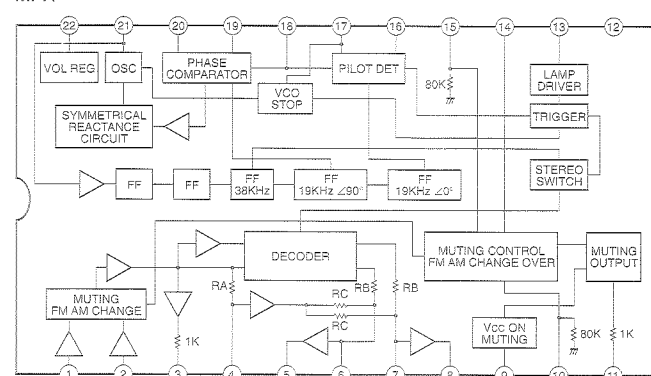 22 21 20 19 18 17 16 15 14 13 12
VOL REG
OSC
PHASE
COMPARATOR
PILOT DET
80K
LAMP
DRIVER
VCO
STOP
TRIGGER
SYMMETRICAL
REACTANCE
CIRCUIT
STEREO
SWITCH
FF
FF
FF
38KHz
FF
19KHz ∠90°
FF
19KHz ∠0°
DECODER
MUTING CONTROL
FM AM CHANGE OVER
MUTING
OUTPUT
RA
RB
RB
RC
RC
MUTING
FM AM CHANGE
1K
Vcc ON
MUTING
80K
1K
1 2 3 4 5 6 7 8 9 10 11